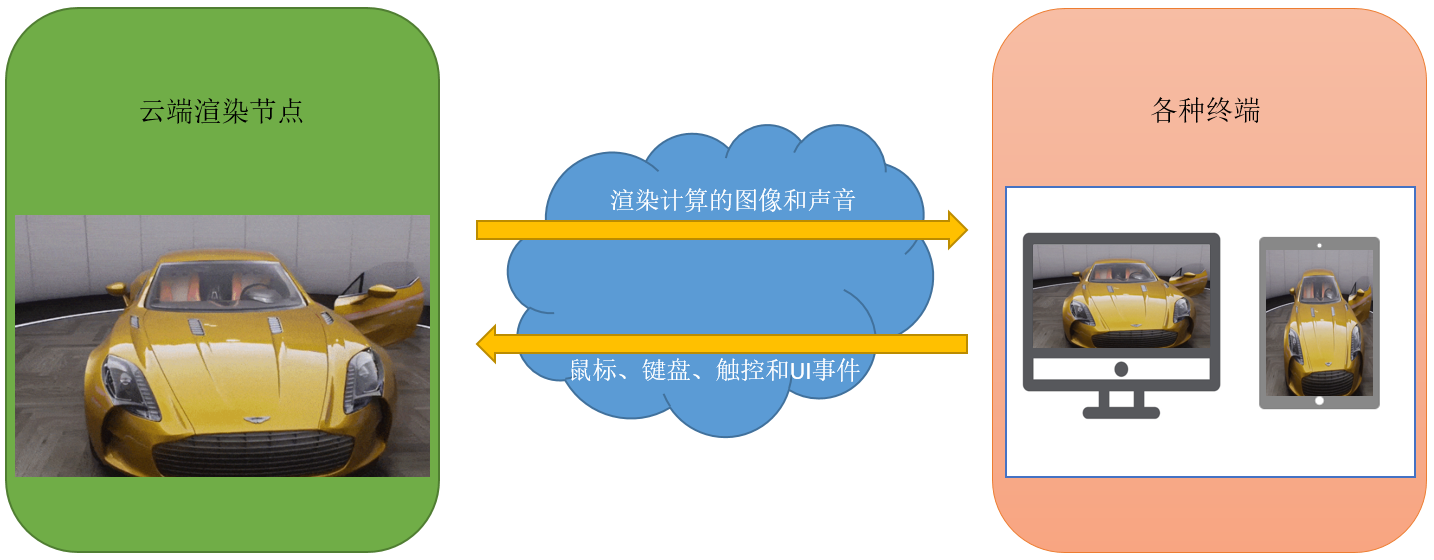 云端渲染节点
各种终端
渲染计算的图像和声音
鼠标、键盘、触控和UI事件